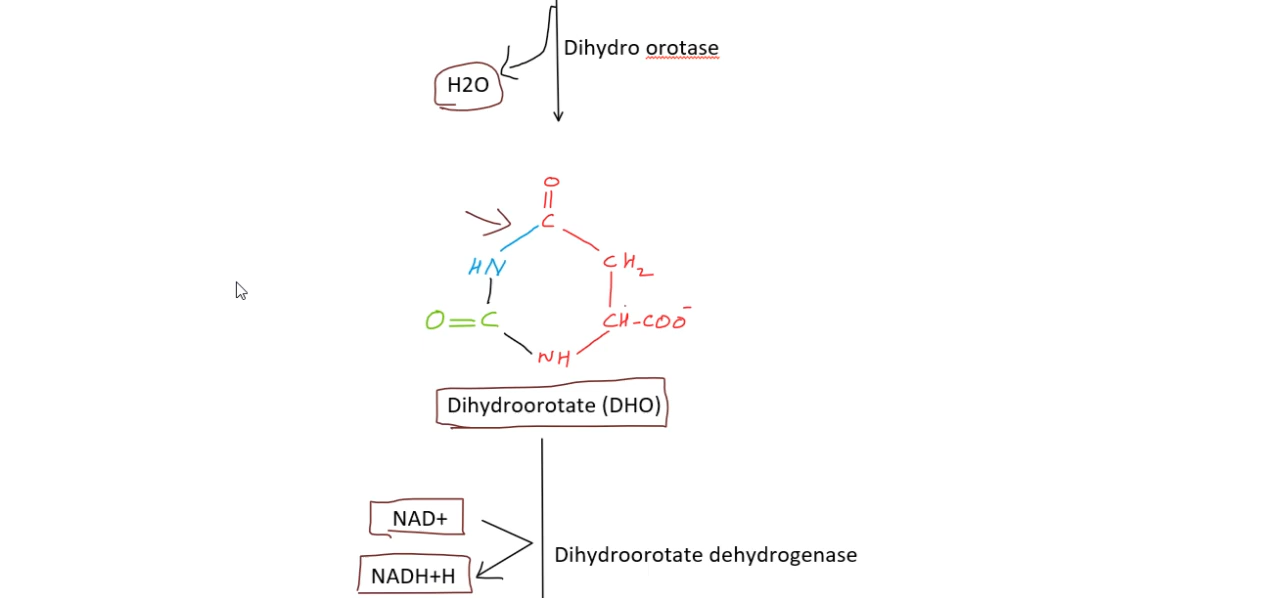 Dihydro orotase
H2O
O
C
HN
CH2
O=C
CH-COO-
NH
Dihydroorotate (DHO)
NAD+
NADH+H
Dihydroorotate dehydrogenase